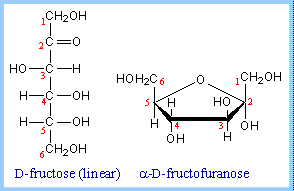 1 CH₂OH
2 C=O
HO 3 H
H 4 OH
H 5 OH
6 CH₂OH
HOH₂C 6 O 1 CH₂OH
5 H H HO 2
H 4 3 OH
OH H
D-fructose (linear) α-D-fructofuranose